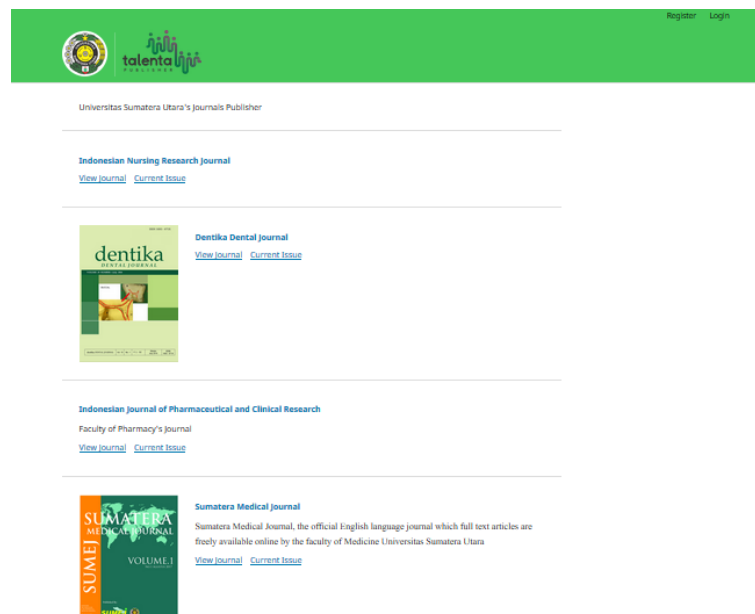 Register Login
talenta
PUBLISHER
Universitas Sumatera Utara's Journals Publisher
Indonesian Nursing Research Journal
View Journal Current Issue
dentika
DENTAL JOURNAL
Dentika Dental Journal
View Journal Current Issue
Indonesian Journal of Pharmaceutical and Clinical Research
Faculty of Pharmacy's Journal
View Journal Current Issue
SUMEJ
SUMATERA
MEDICAL JOURNAL
VOLUME.1
SUMEJ
Sumatera Medical Journal
Sumatera Medical Journal, the official English language journal which full text articles are
freely available online by the faculty of Medicine Universitas Sumatera Utara
View Journal Current Issue